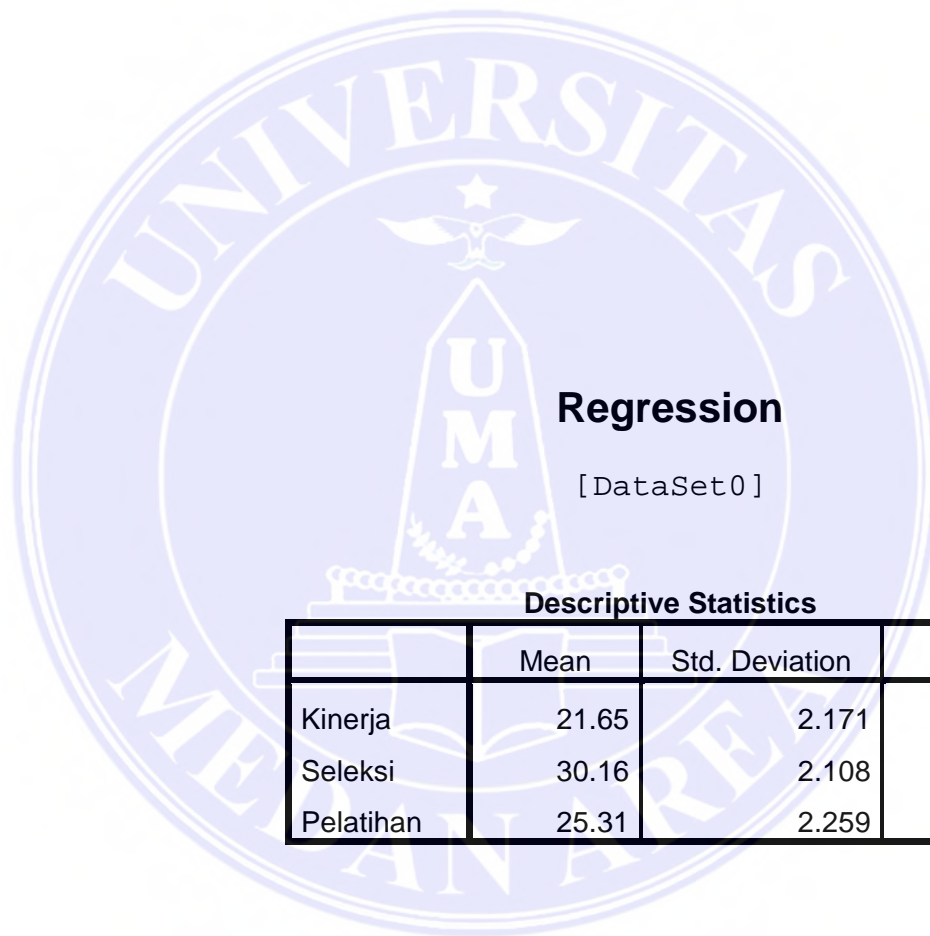 UNIVERSITAS
UMA
MEDAN AREA
Regression
[DataSet0]
Descriptive Statistics
Mean Std. Deviation
Kinerja 21.65 2.171
Seleksi 30.16 2.108
Pelatihan 25.31 2.259